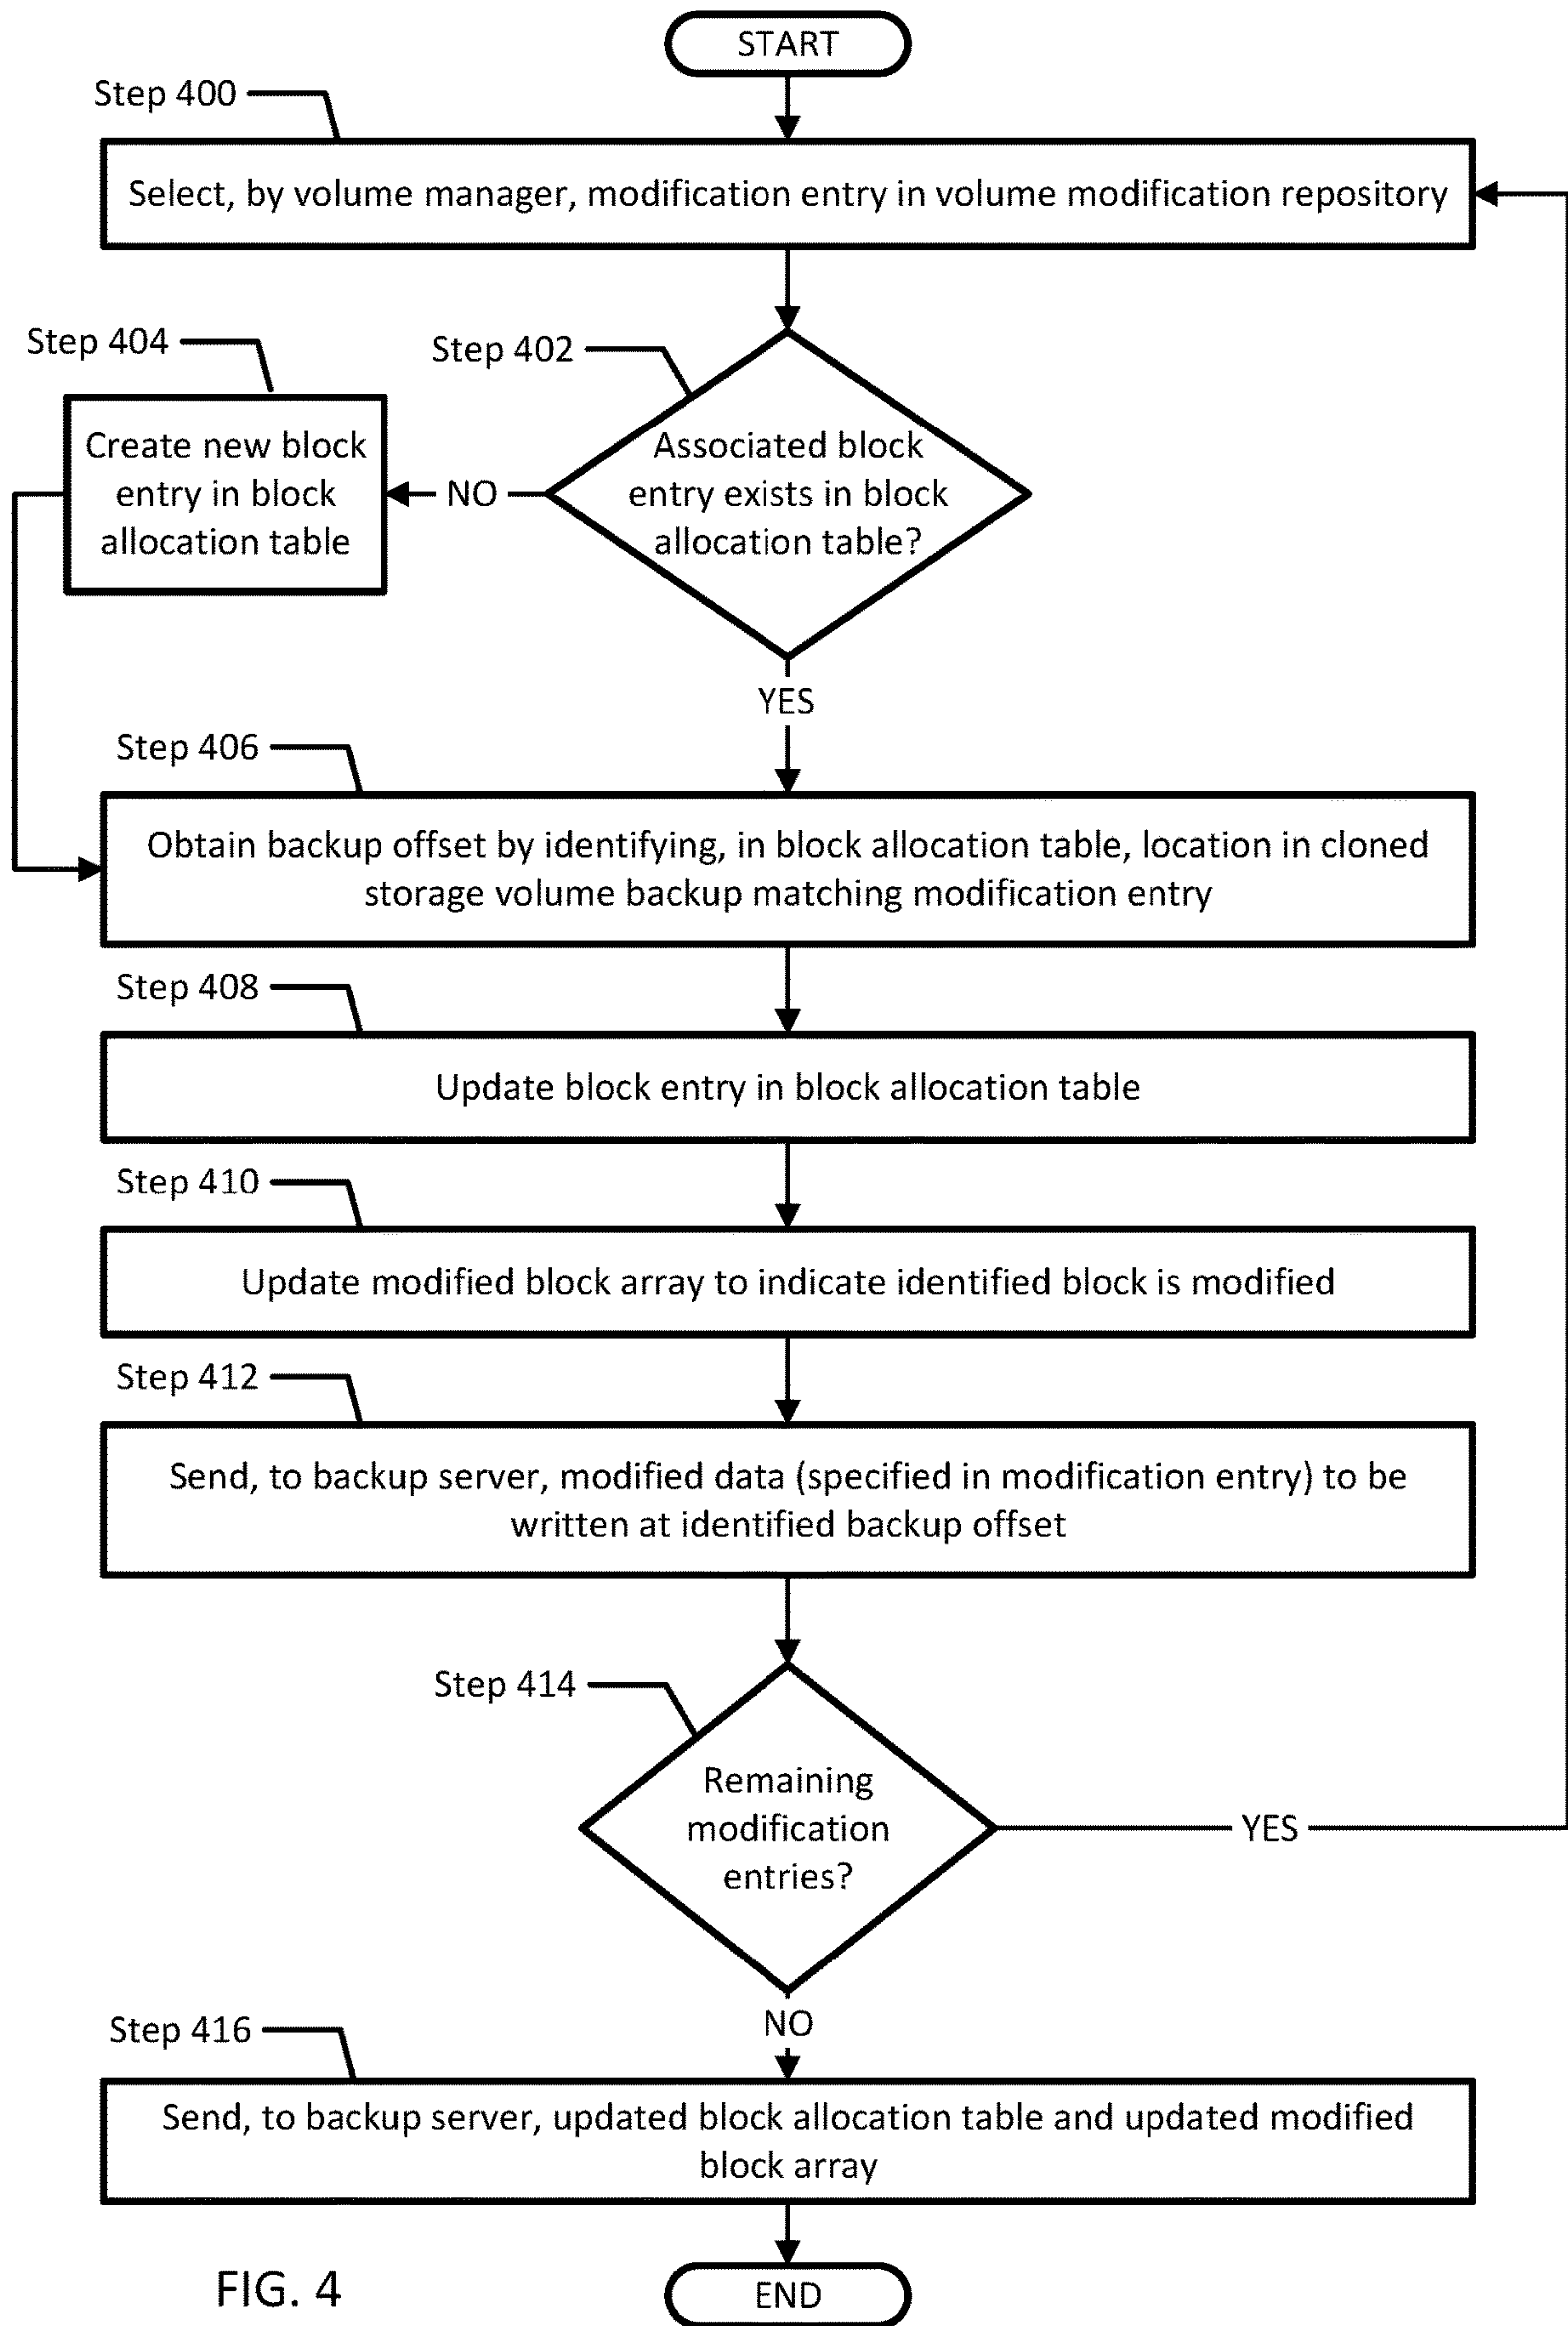 START
Step 400
Select, by volume manager, modification entry in volume modification repository
Step 404
Step 402
Create new block
entry in block
allocation table
NO
Associated block
entry exists in block
allocation table?
YES
Step 406
Obtain backup offset by identifying, in block allocation table, location in cloned
storage volume backup matching modification entry
Step 408
Update block entry in block allocation table
Step 410
Update modified block array to indicate identified block is modified
Step 412
Send, to backup server, modified data (specified in modification entry) to be
written at identified backup offset
Step 414
Remaining
modification
entries?
YES
NO
Step 416
Send, to backup server, updated block allocation table and updated modified
block array
FIG. 4
END